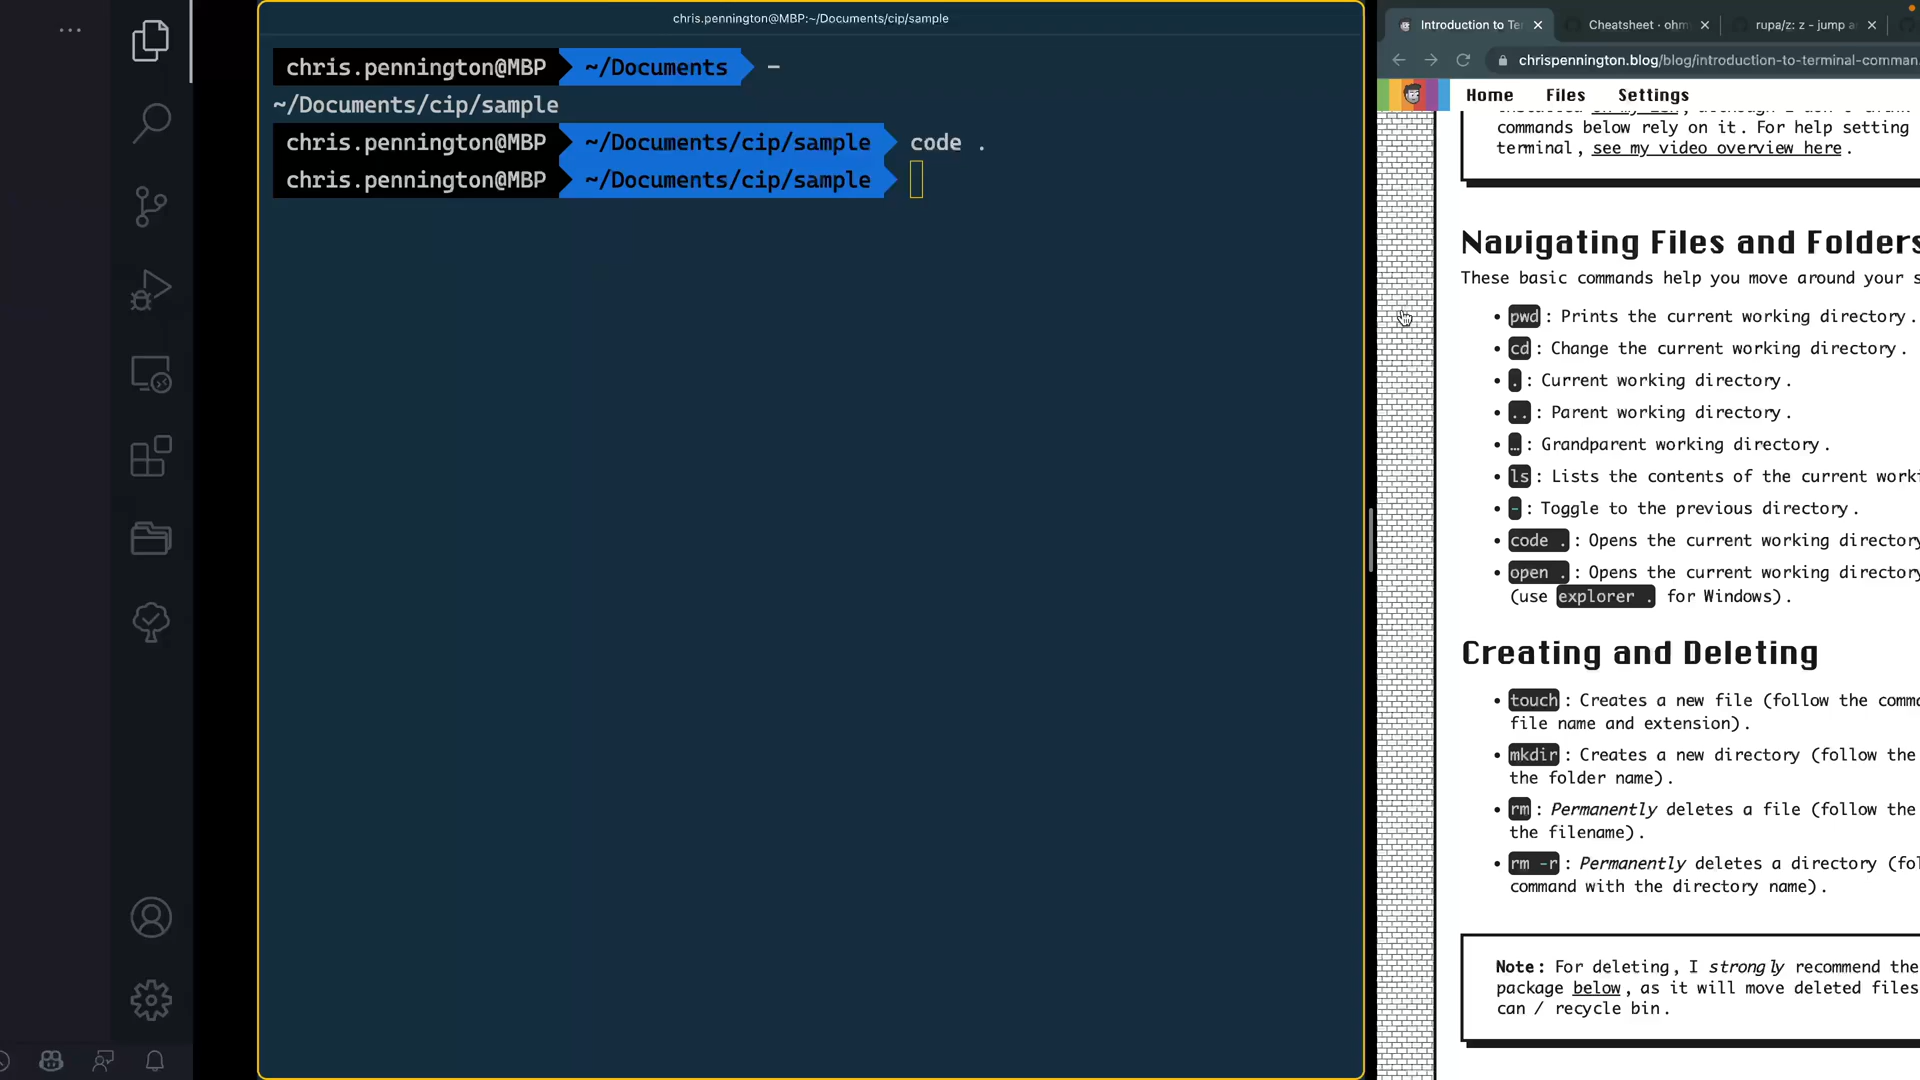 chris.pennington@MBP:~/Documents/cip/sample
chris.pennington@MBP ~/Documents -
~/Documents/cip/sample
chris.pennington@MBP ~/Documents/cip/sample code .
chris.pennington@MBP ~/Documents/cip/sample
Introduction to Te
Cheatsheet · ohm
rupa/z: z - jump a
chrispennington.blog/blog/introduction-to-terminal-comman
Home Files Settings
commands below rely on it. For help setting
terminal, see my video overview here.
Navigating Files and Folders
These basic commands help you move around your s
• pwd : Prints the current working directory.
• cd : Change the current working directory.
• . : Current working directory.
• .. : Parent working directory.
• … : Grandparent working directory.
• ls : Lists the contents of the current worki
• - : Toggle to the previous directory.
• code . : Opens the current working directory
• open . : Opens the current working directory
(use explorer . for Windows).
Creating and Deleting
• touch : Creates a new file (follow the comma
file name and extension).
• mkdir : Creates a new directory (follow the
the folder name).
• rm : Permanently deletes a file (follow the
the filename).
• rm -r : Permanently deletes a directory (fol
command with the directory name).
Note: For deleting, I strongly recommend the
package below, as it will move deleted files
can / recycle bin.